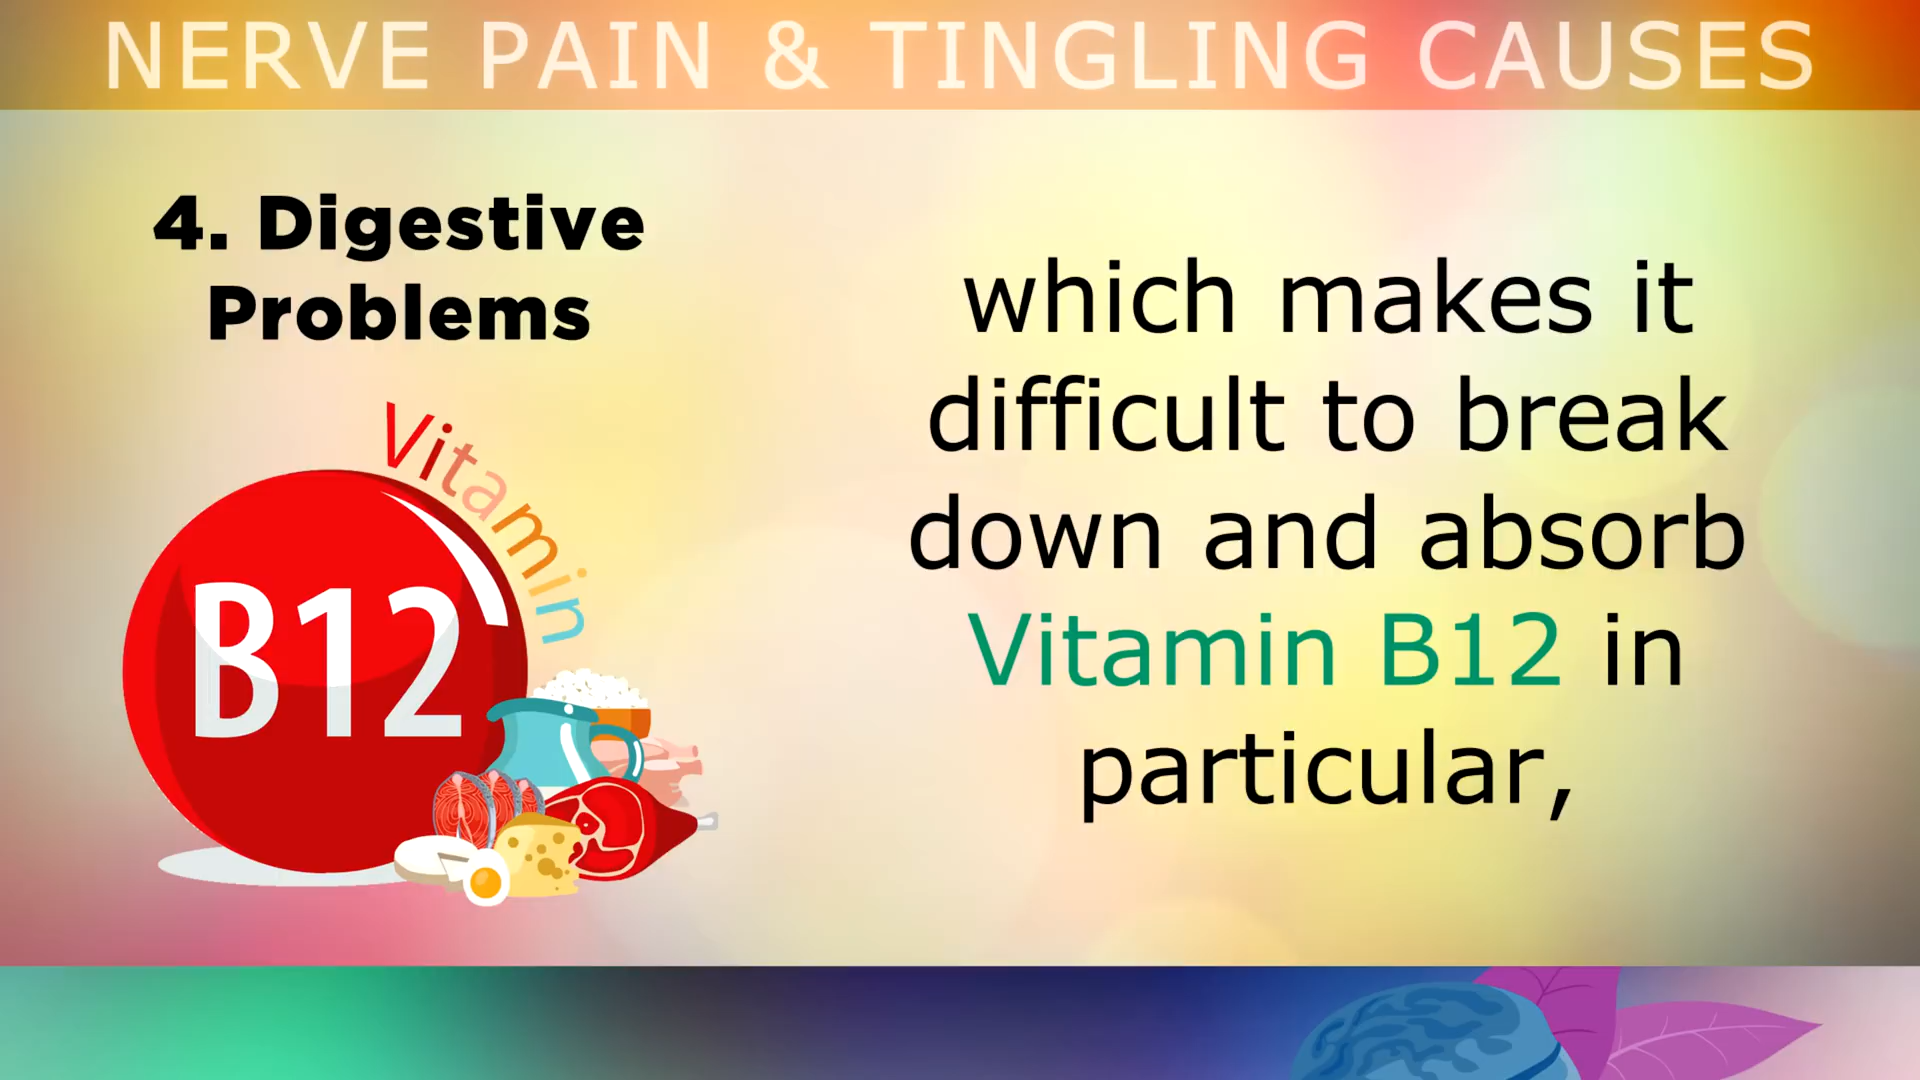 NERVE PAIN & TINGLING CAUSES
4. Digestive
Problems
Vitamin
B12
which makes it
difficult to break
down and absorb
Vitamin B12 in
particular,